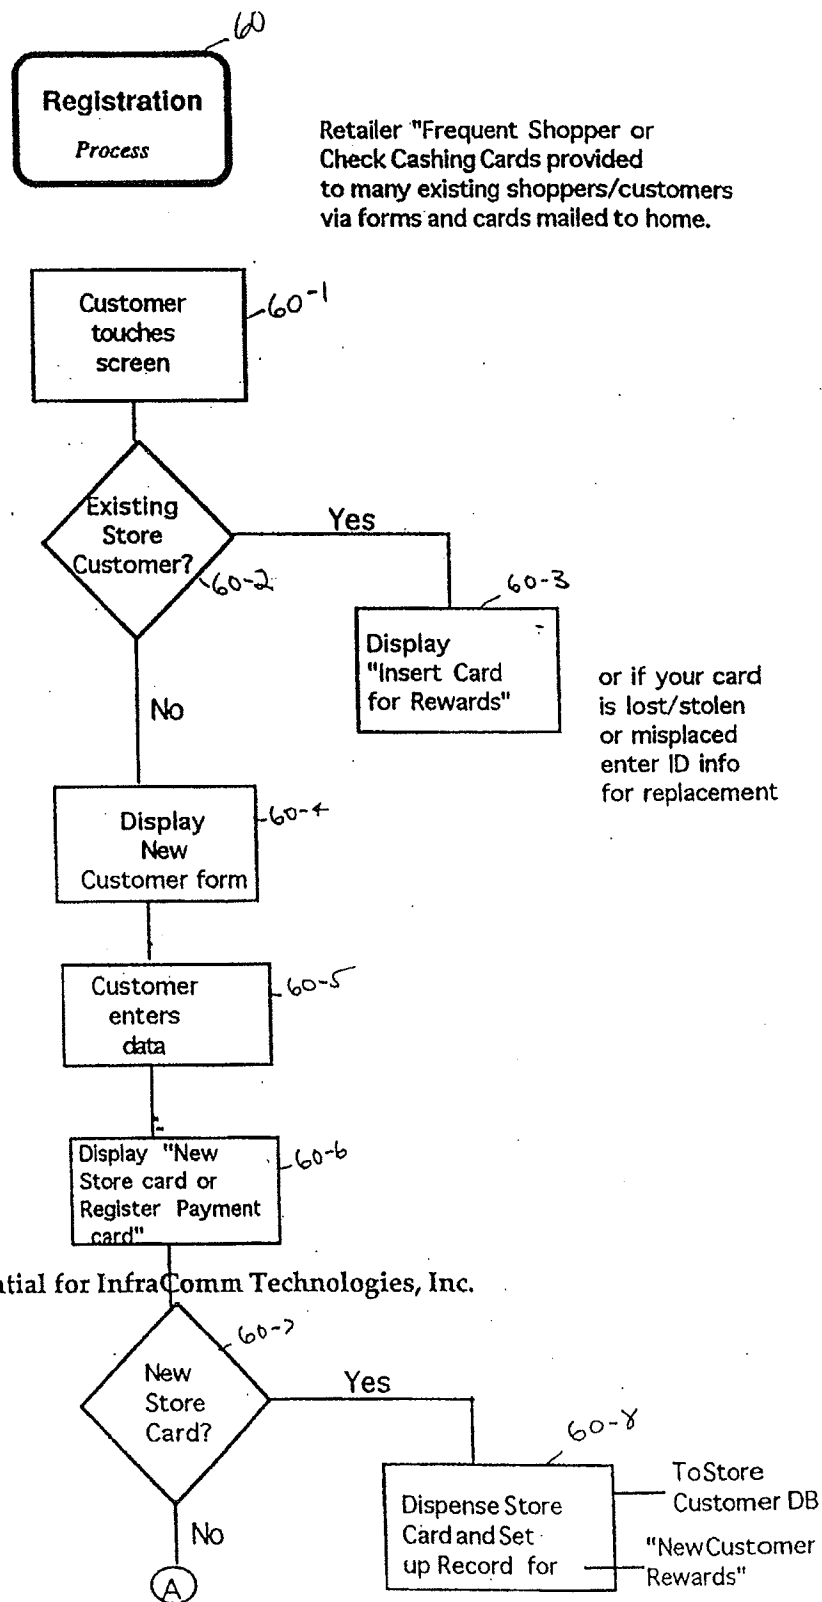 60
Registration
Process
Retailer "Frequent Shopper or
Check Cashing Cards provided
to many existing shoppers/customers
via forms and cards mailed to home.
Customer
touches
screen
60-1
Existing
Store
Customer?
60-2
Yes
60-3
Display
"Insert Card
for Rewards"
or if your card
is lost/stolen
or misplaced
enter ID info
for replacement
No
Display
New
Customer form
60-4
Customer
enters
data
60-5
Display "New
Store card or
Register Payment
card"
60-6
ntial for InfraComm Technologies, Inc.
60-7
New
Store
Card?
Yes
60-8
Dispense Store
Card and Set
up Record for
To Store
Customer DB
"New Customer
Rewards"
No
A